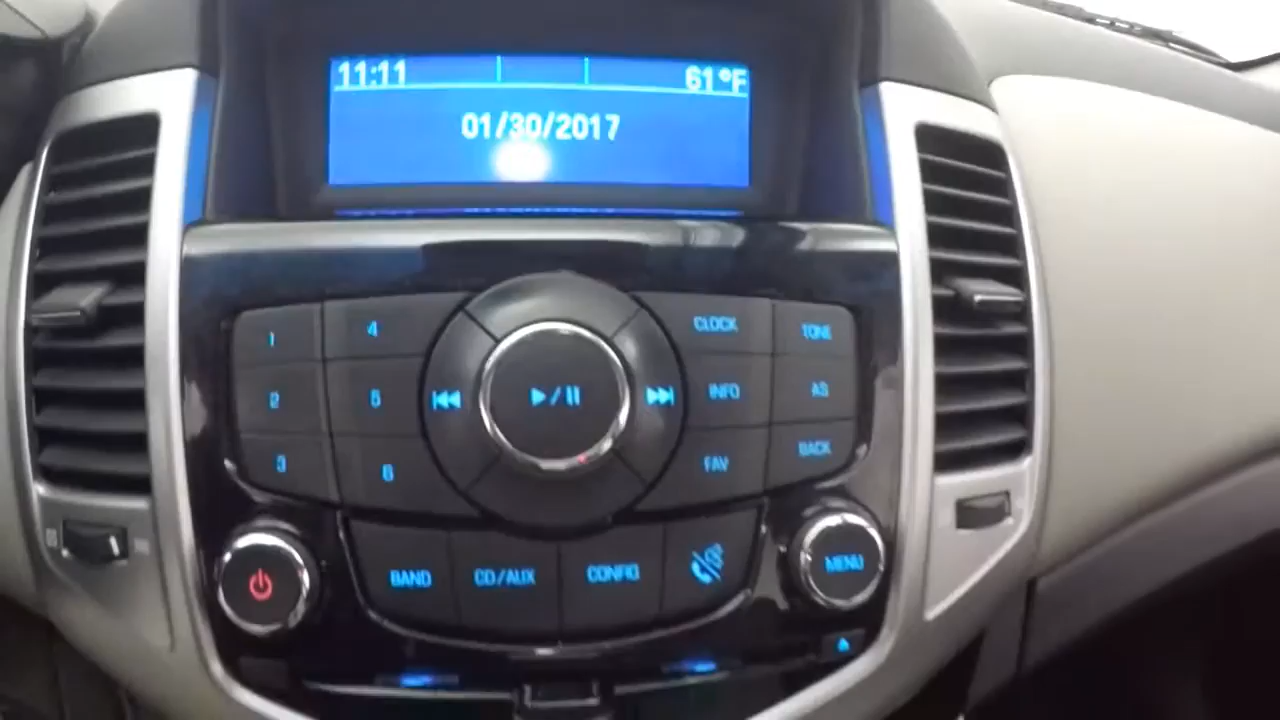 11:11 61°F
01/30/2017
1 4 CLOCK TONE
2 5 INFO AS
3 6 FAV BACK
BAND CD/AUX CONFIG MENU